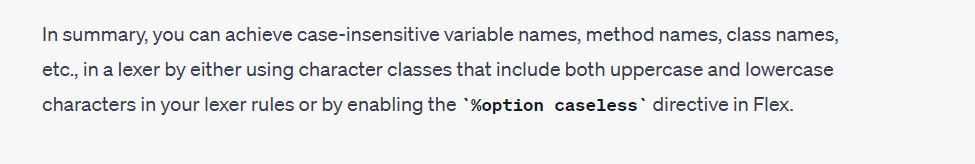 In summary, you can achieve case-insensitive variable names, method names, class names,
etc., in a lexer by either using character classes that include both uppercase and lowercase
characters in your lexer rules or by enabling the `%option caseless` directive in Flex.